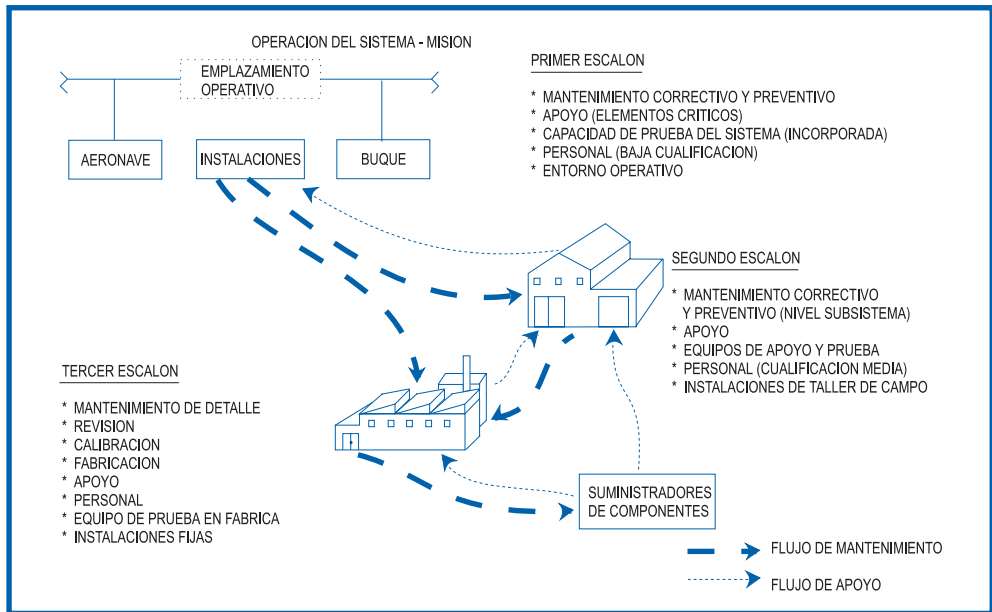 OPERACION DEL SISTEMA - MISION
EMPLAZAMIENTO
OPERATIVO
AERONAVE
INSTALACIONES
BUQUE
PRIMER ESCALON
* MANTENIMIENTO CORRECTIVO Y PREVENTIVO
* APOYO (ELEMENTOS CRITICOS)
* CAPACIDAD DE PRUEBA DEL SISTEMA (INCORPORADA)
* PERSONAL (BAJA CUALIFICACION)
* ENTORNO OPERATIVO
SEGUNDO ESCALON
* MANTENIMIENTO CORRECTIVO
Y PREVENTIVO (NIVEL SUBSISTEMA)
* APOYO
* EQUIPOS DE APOYO Y PRUEBA
* PERSONAL (CUALIFICACION MEDIA)
* INSTALACIONES DE TALLER DE CAMPO
TERCER ESCALON
* MANTENIMIENTO DE DETALLE
* REVISION
* CALIBRACION
* FABRICACION
* APOYO
* PERSONAL
* EQUIPO DE PRUEBA EN FABRICA
* INSTALACIONES FIJAS
SUMINISTRADORES
DE COMPONENTES
FLUJO DE MANTENIMIENTO
FLUJO DE APOYO